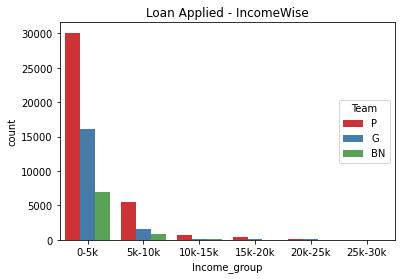 Loan Applied - IncomeWise
30000
25000
20000
15000
10000
5000
0
count
Team
P
G
BN
0-5k 5k-10k 10k-15k 15k-20k 20k-25k 25k-30k
Income_group